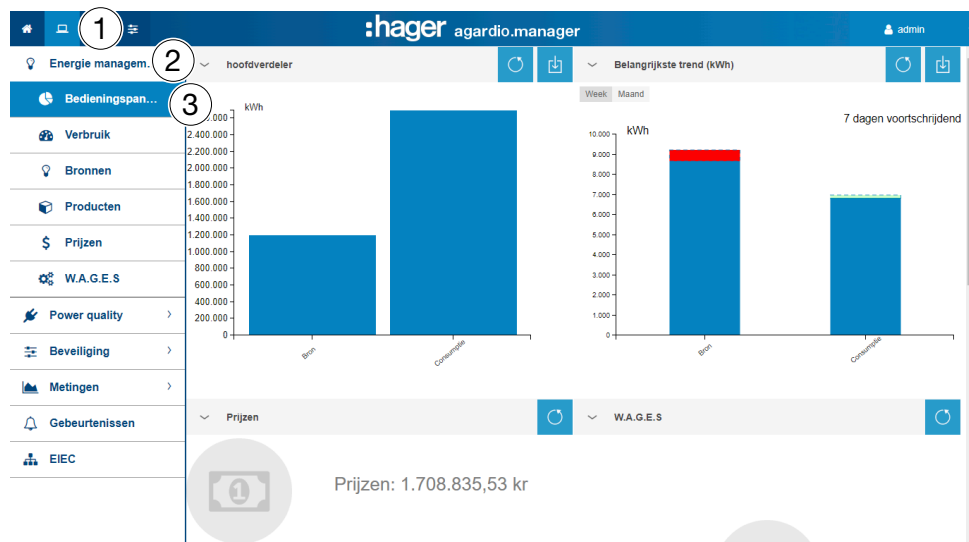 1
:hager agardio.manager
admin
Energie managem.
2
hoofdverdeler
Belangrijkste trend (kWh)
Bedieningspan...
3
Week Maand
kWh
7 dagen voortschrijdend
.000
2.400.000
2.200.000
2.000.000
1.800.000
1.600.000
1.400.000
1.200.000
1.000.000
800.000
600.000
400.000
200.000
0
Bron
Consumptie
kWh
10.000
9.000
8.000
7.000
6.000
5.000
4.000
3.000
2.000
1.000
0
Bron
Consumptie
Verbruik
Bronnen
Producten
Prijzen
W.A.G.E.S
Power quality
Beveiliging
Metingen
Gebeurtenissen
EIEC
Prijzen
W.A.G.E.S
1
Prijzen: 1.708.835,53 kr